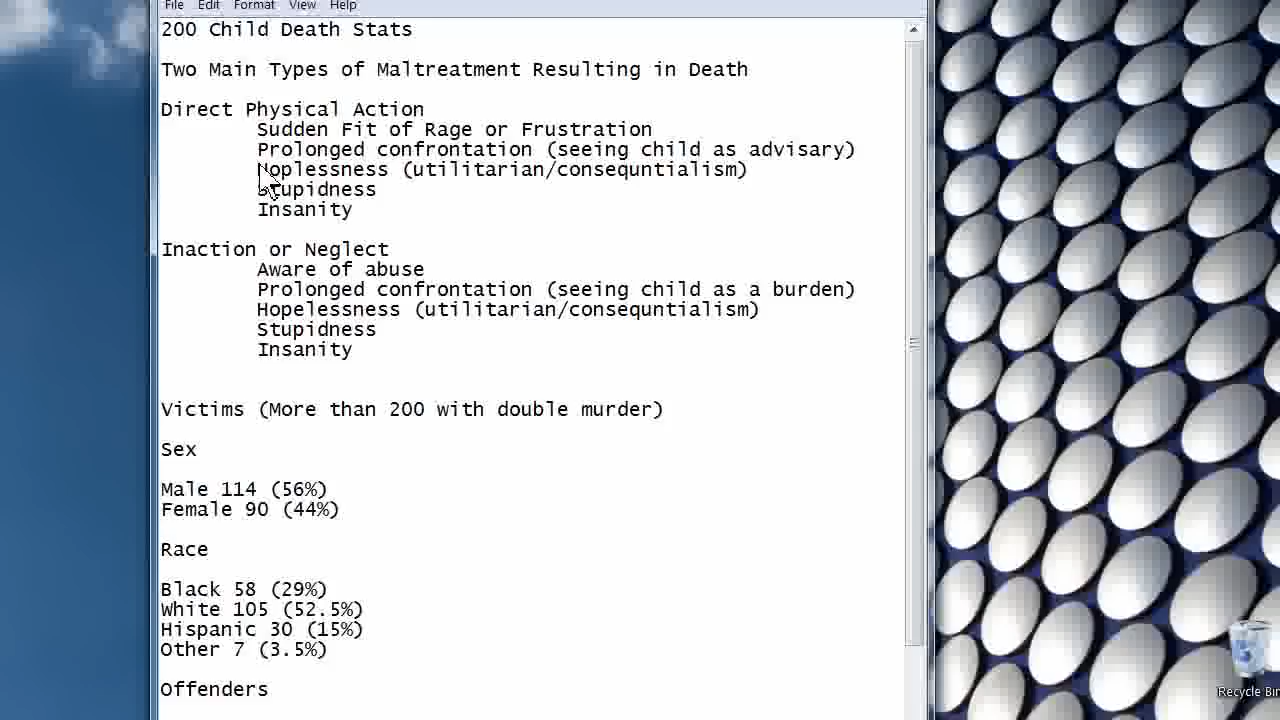 File Edit Format View Help
200 Child Death Stats
Two Main Types of Maltreatment Resulting in Death
Direct Physical Action
Sudden Fit of Rage or Frustration
Prolonged confrontation (seeing child as advisary)
Hoplessness (utilitarian/consequntialism)
Stupidness
Insanity
Inaction or Neglect
Aware of abuse
Prolonged confrontation (seeing child as a burden)
Hopelessness (utilitarian/consequntialism)
Stupidness
Insanity
Victims (More than 200 with double murder)
Sex
Male 114 (56%)
Female 90 (44%)
Race
Black 58 (29%)
White 105 (52.5%)
Hispanic 30 (15%)
Other 7 (3.5%)
Offenders
Recycle Bin